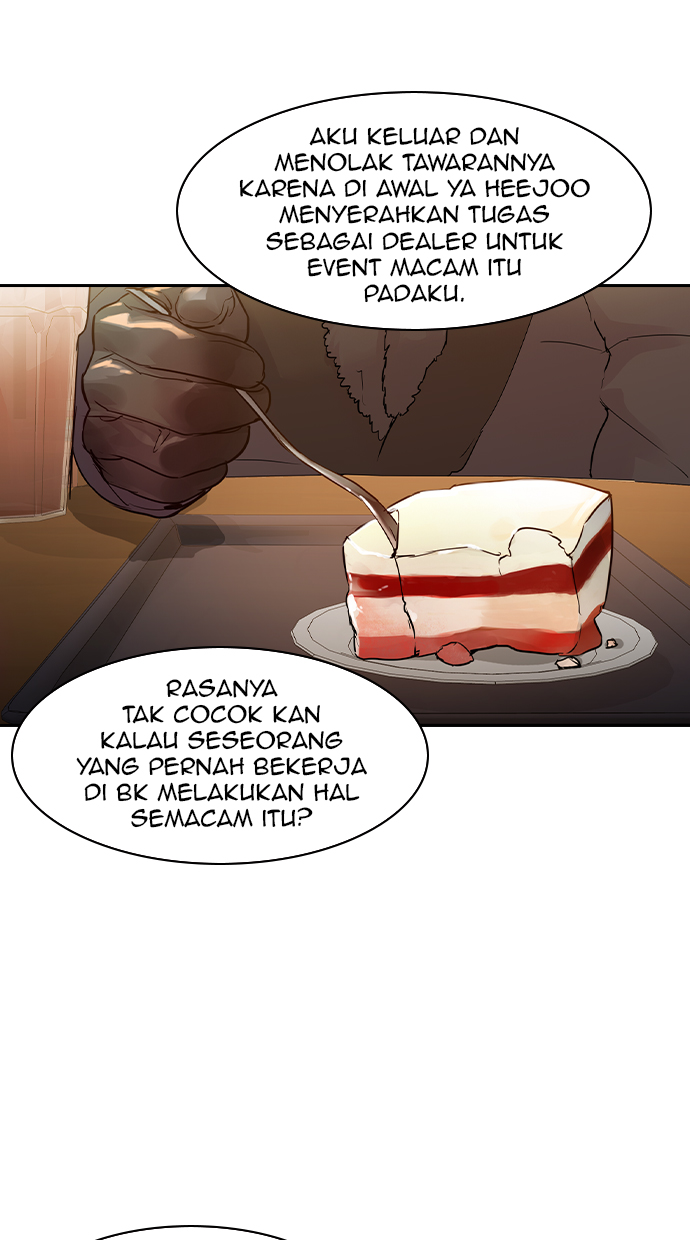 AKU KELUAR DAN
MENOLAK TAWARANNYA
KARENA DI AWAL YA HEEJOO
MENYERAHKAN TUGAS
SEBAGAI DEALER UNTUK
EVENT MACAM ITU
PADAKU.
RASANYA
TAK COCOK KAN
KALAU SESEORANG
YANG PERNAH BEKERJA
DI BK MELAKUKAN HAL
SEMACAM ITU?